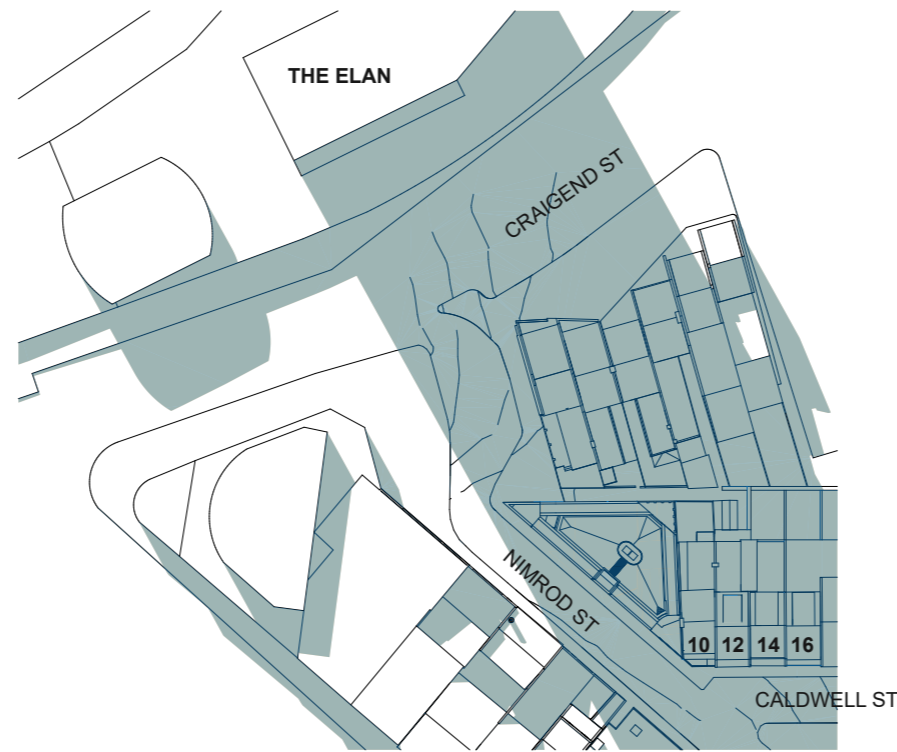 THE ELAN
CRAIGEND ST
NIMROD ST
10 12 14 16
CALDWELL ST